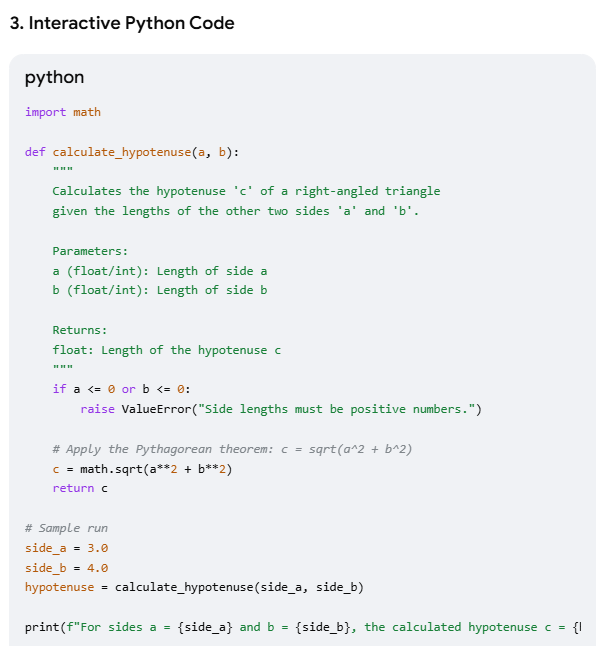 3. Interactive Python Code
python
import math
def calculate_hypotenuse(a, b):
"""
Calculates the hypotenuse 'c' of a right-angled triangle
given the lengths of the other two sides 'a' and 'b'.
Parameters:
a (float/int): Length of side a
b (float/int): Length of side b
Returns:
float: Length of the hypotenuse c
"""
if a <= 0 or b <= 0:
raise ValueError("Side lengths must be positive numbers.")
# Apply the Pythagorean theorem: c = sqrt(a^2 + b^2)
c = math.sqrt(a**2 + b**2)
return c
# Sample run
side_a = 3.0
side_b = 4.0
hypotenuse = calculate_hypotenuse(side_a, side_b)
print(f"For sides a = {side_a} and b = {side_b}, the calculated hypotenuse c = {